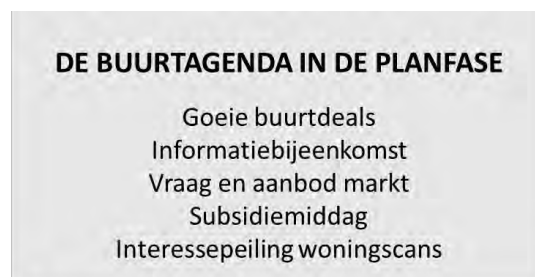 DE BUURTAGENDA IN DE PLANFASE
Goeie buurtdeals
Informatiebijeenkomst
Vraag en aanbod markt
Subsidiemiddag
Interessepeiling woningscans